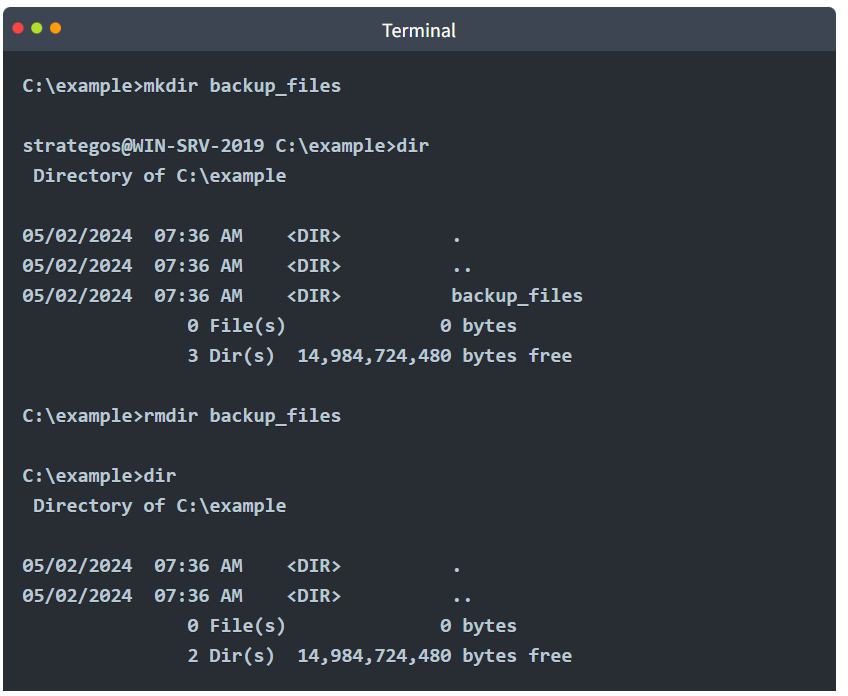 Terminal
C:\example>mkdir backup_files
strategos@WIN-SRV-2019 C:\example>dir
 Directory of C:\example
05/02/2024  07:36 AM    <DIR>          .
05/02/2024  07:36 AM    <DIR>          ..
05/02/2024  07:36 AM    <DIR>          backup_files
               0 File(s)              0 bytes
               3 Dir(s)  14,984,724,480 bytes free
C:\example>rmdir backup_files
C:\example>dir
 Directory of C:\example
05/02/2024  07:36 AM    <DIR>          .
05/02/2024  07:36 AM    <DIR>          ..
               0 File(s)              0 bytes
               2 Dir(s)  14,984,724,480 bytes free